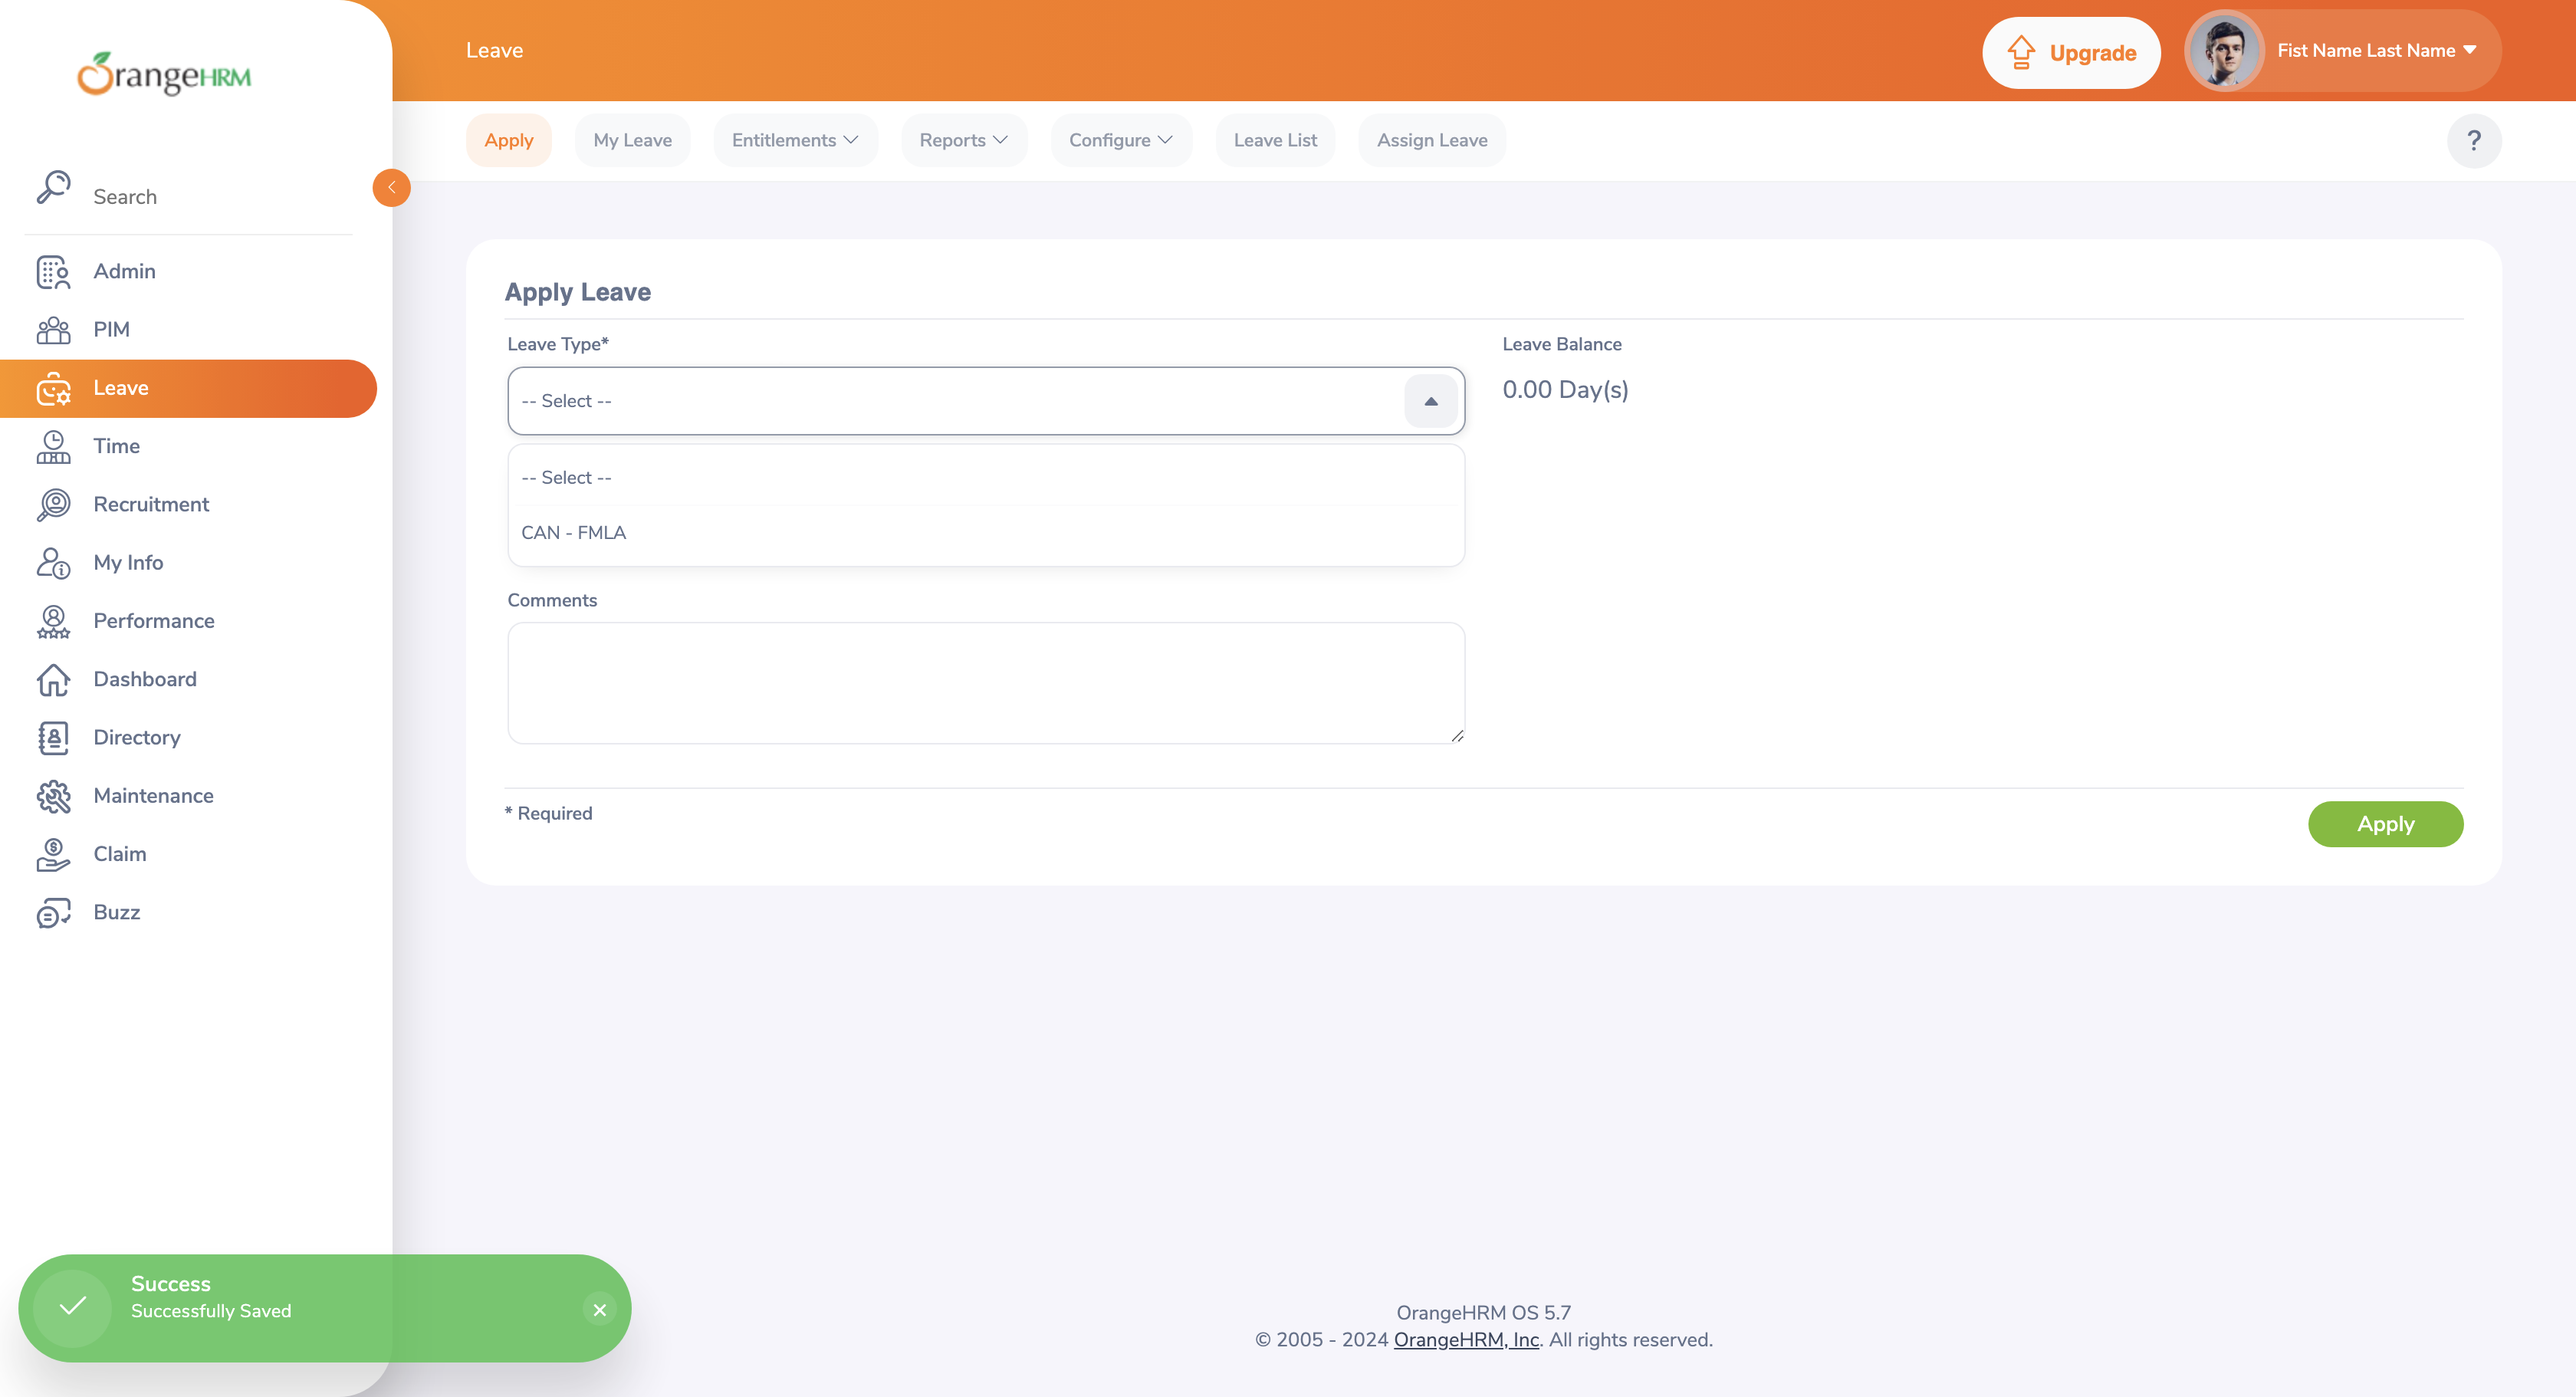 OrangeHRM
Leave
Upgrade
Fist Name Last Name
Apply
My Leave
Entitlements
Reports
Configure
Leave List
Assign Leave
?
Search
Admin
PIM
Leave
Time
Recruitment
My Info
Performance
Dashboard
Directory
Maintenance
Claim
Buzz
Apply Leave
Leave Type*
-- Select --
-- Select --
CAN - FMLA
Leave Balance
0.00 Day(s)
Comments
* Required
Apply
Success
Successfully Saved
OrangeHRM OS 5.7
© 2005 - 2024 OrangeHRM, Inc. All rights reserved.